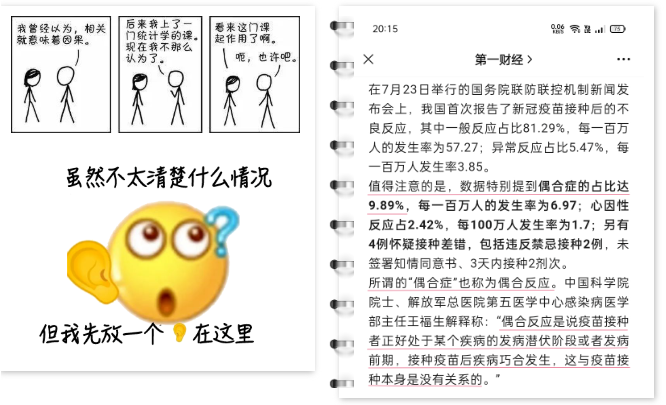 我曾经以为，相关
就意味着因果。
后来我上了一
门统计学的课。
现在我不那么
认为了。
看来这门课
起作用了啊。
呃，也许吧。
虽然不太清楚什么情况
但我先放一个👂在这里
20:15
0.06
KB/S
76
第一财经
在7月23日举行的国务院联防联控机制新闻发
布会上，我国首次报告了新冠疫苗接种后的不
良反应，其中一般反应占比81.29%，每一百万
人的发生率为57.27；异常反应占比5.47%，每
一百万人发生率3.85。
值得注意的是，数据特别提到偶合症的占比达
9.89%，每一百万人的发生率为6.97；心因性
反应占2.42%，每100万人发生率为1.7；另有
4例怀疑接种差错，包括违反禁忌接种2例，未
签署知情同意书、3天内接种2剂次。
所谓的“偶合症”也称为偶合反应。中国科学院
院士、解放军总医院第五医学中心感染病医学
部主任王福生解释称：“偶合反应是说疫苗接种
者正好处于某个疾病的发病潜伏阶段或者发病
前期，接种疫苗后疾病巧合发生，这与疫苗接
种本身是没有关系的。”